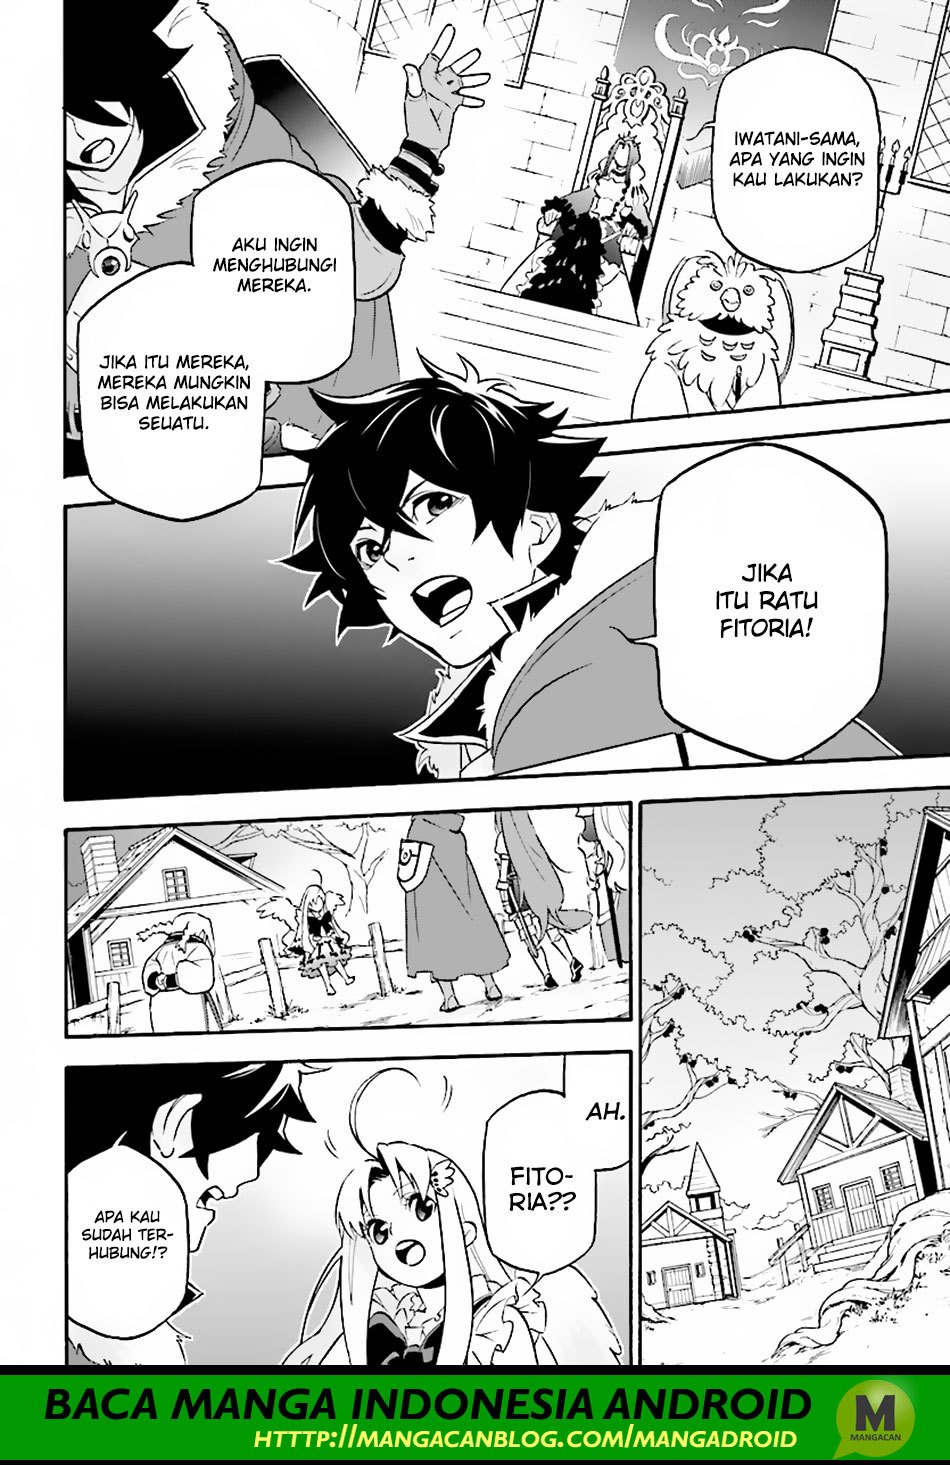 IWATANI-SAMA,
APA YANG INGIN
KAU LAKUKAN?
AKU INGIN
MENGHUBUNGI
MEREKA.
JIKA ITU MEREKA,
MEREKA MUNGKIN
BISA MELAKUKAN
SEUATU.
JIKA
ITU RATU
FITORIA!
AH.
FITO-
RIA??
APA KAU
SUDAH TER-
HUBUNG!?
BACA MANGA INDONESIA ANDROID
HTTTP://MANGACANBLOG.COM/MANGADROID
M
MANGACAN